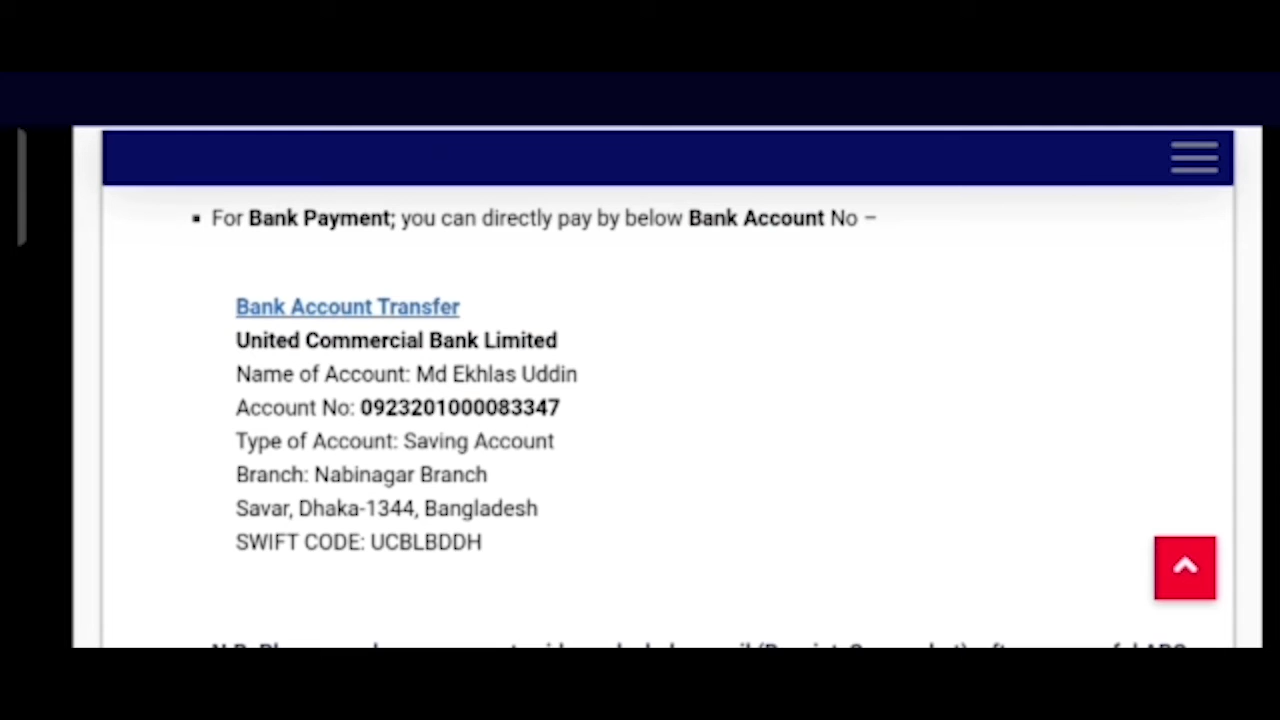 ▪ For Bank Payment; you can directly pay by below Bank Account No –
Bank Account Transfer
United Commercial Bank Limited
Name of Account: Md Ekhlas Uddin
Account No: 0923201000083347
Type of Account: Saving Account
Branch: Nabinagar Branch
Savar, Dhaka-1344, Bangladesh
SWIFT CODE: UCBLBDDH